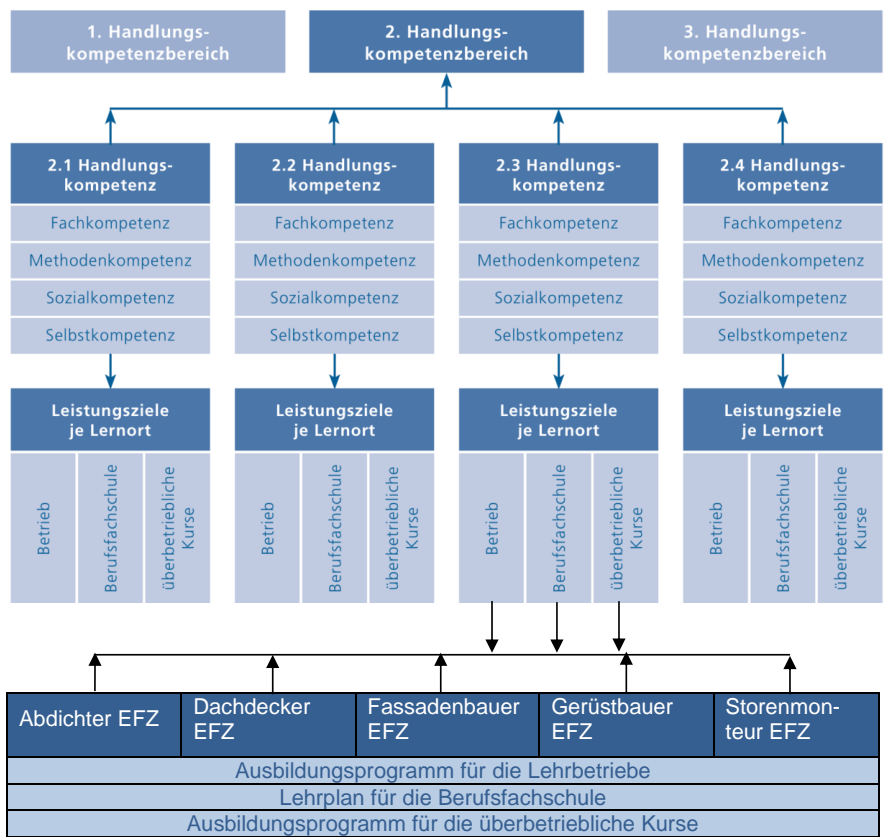 1. Handlungs-
kompetenzbereich
2. Handlungs-
kompetenzbereich
3. Handlungs-
kompetenzbereich
2.1 Handlungs-
kompetenz
Fachkompetenz
Methodenkompetenz
Sozialkompetenz
Selbstkompetenz
Leistungsziele
je Lernort
Betrieb
Berufsfachschule
überbetriebliche
Kurse
2.2 Handlungs-
kompetenz
Fachkompetenz
Methodenkompetenz
Sozialkompetenz
Selbstkompetenz
Leistungsziele
je Lernort
Betrieb
Berufsfachschule
überbetriebliche
Kurse
2.3 Handlungs-
kompetenz
Fachkompetenz
Methodenkompetenz
Sozialkompetenz
Selbstkompetenz
Leistungsziele
je Lernort
Betrieb
Berufsfachschule
überbetriebliche
Kurse
2.4 Handlungs-
kompetenz
Fachkompetenz
Methodenkompetenz
Sozialkompetenz
Selbstkompetenz
Leistungsziele
je Lernort
Betrieb
Berufsfachschule
überbetriebliche
Kurse
Abdichter EFZ
Dachdecker
EFZ
Fassadenbauer
EFZ
Gerüstbauer
EFZ
Storenmon-
teur EFZ
Ausbildungsprogramm für die Lehrbetriebe
Lehrplan für die Berufsfachschule
Ausbildungsprogramm für die überbetriebliche Kurse